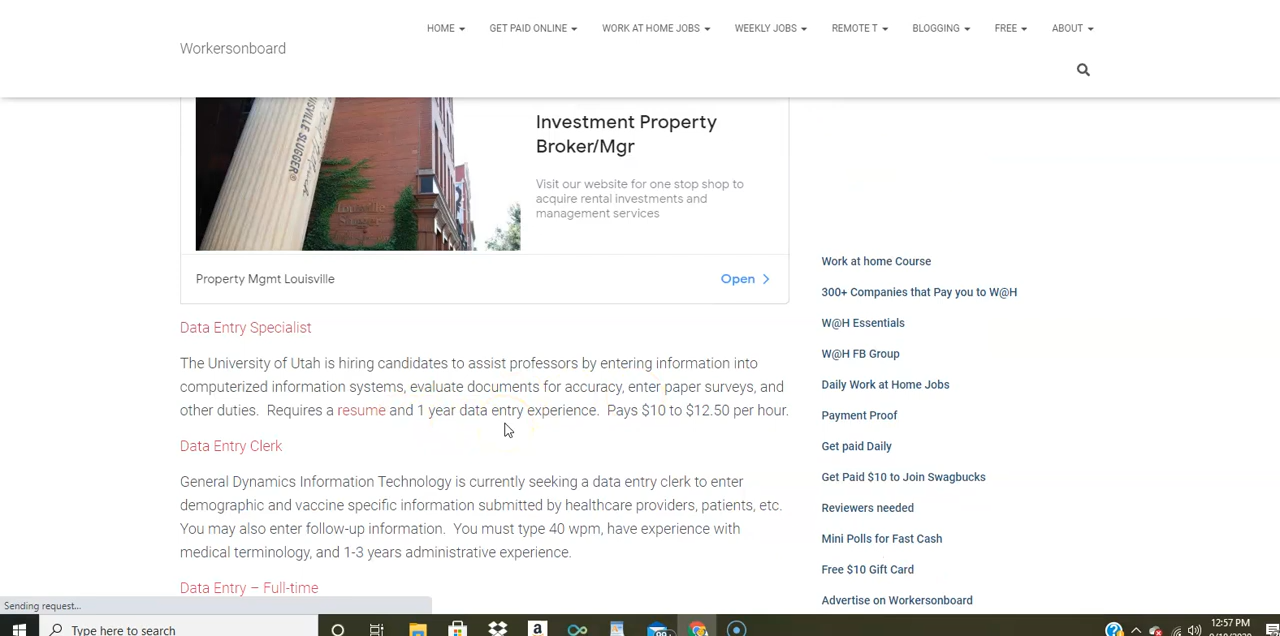 HOME GET PAID ONLINE WORK AT HOME JOBS WEEKLY JOBS REMOTE T BLOGGING FREE ABOUT
Workersonboard
Investment Property
Broker/Mgr
Visit our website for one stop shop to
acquire rental investments and
management services
Property Mgmt Louisville
Open
Data Entry Specialist
The University of Utah is hiring candidates to assist professors by entering information into
computerized information systems, evaluate documents for accuracy, enter paper surveys, and
other duties. Requires a resume and 1 year data entry experience. Pays $10 to $12.50 per hour.
Data Entry Clerk
General Dynamics Information Technology is currently seeking a data entry clerk to enter
demographic and vaccine specific information submitted by healthcare providers, patients, etc.
You may also enter follow-up information. You must type 40 wpm, have experience with
medical terminology, and 1-3 years administrative experience.
Data Entry – Full-time
Work at home Course
300+ Companies that Pay you to W@H
W@H Essentials
W@H FB Group
Daily Work at Home Jobs
Payment Proof
Get paid Daily
Get Paid $10 to Join Swagbucks
Reviewers needed
Mini Polls for Fast Cash
Free $10 Gift Card
Advertise on Workersonboard
Sending request...
Type here to search
12:57 PM